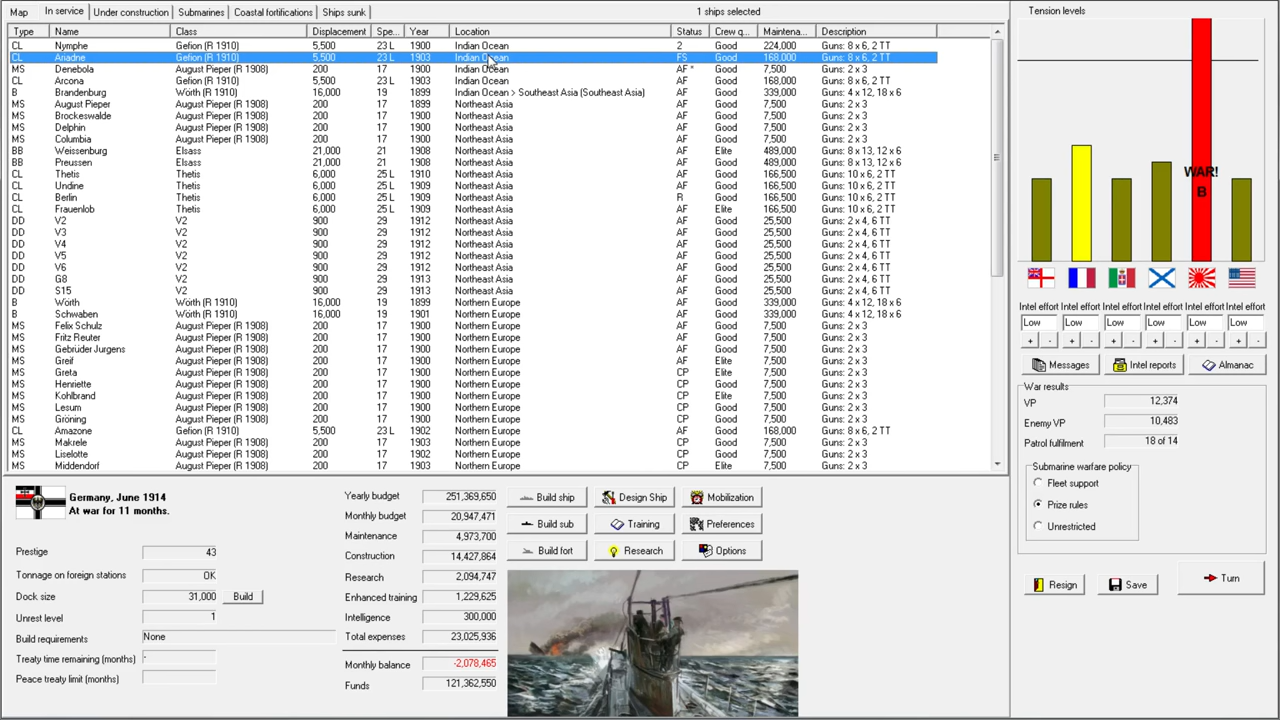 Map In service Under construction Submarines Coastal fortifications Ships sunk 1 ships selected
Type Name Class Displacement Spe... Year Location Status Crew q... Maintena... Description
CL Nymphe Gefion (R 1910) 5,500 23 L 1900 Indian Ocean 2 Good 224,000 Guns: 8 x 6, 2 TT
CL Ariadne Gefion (R 1910) 5,500 23 L 1903 Indian Ocean FS Good 168,000 Guns: 8 x 6, 2 TT
MS Denebola August Pieper (R 1908) 200 17 1900 Indian Ocean AF * Good 7,500 Guns: 2 x 3
CL Arcona Gefion (R 1910) 5,500 23 L 1903 Indian Ocean AF Good 168,000 Guns: 8 x 6, 2 TT
B Brandenburg Wörth (R 1910) 16,000 19 1899 Indian Ocean > Southeast Asia (Southeast Asia) AF Good 339,000 Guns: 4 x 12, 18 x 6
MS August Pieper August Pieper (R 1908) 200 17 1899 Northeast Asia AF Good 7,500 Guns: 2 x 3
MS Brockeswalde August Pieper (R 1908) 200 17 1900 Northeast Asia AF Good 7,500 Guns: 2 x 3
MS Delphin August Pieper (R 1908) 200 17 1900 Northeast Asia AF Good 7,500 Guns: 2 x 3
MS Columbia August Pieper (R 1908) 200 17 1900 Northeast Asia AF Good 7,500 Guns: 2 x 3
BB Weissenburg Elsass 21,000 21 1908 Northeast Asia AF Elite 489,000 Guns: 8 x 13, 12 x 6
BB Preussen Elsass 21,000 21 1908 Northeast Asia AF Good 489,000 Guns: 8 x 13, 12 x 6
CL Thetis Thetis 6,000 25 L 1910 Northeast Asia AF Good 166,500 Guns: 10 x 6, 2 TT
CL Undine Thetis 6,000 25 L 1909 Northeast Asia AF Good 166,500 Guns: 10 x 6, 2 TT
CL Berlin Thetis 6,000 25 L 1909 Northeast Asia R Good 166,500 Guns: 10 x 6, 2 TT
CL Frauenlob Thetis 6,000 25 L 1909 Northeast Asia AF Elite 166,500 Guns: 10 x 6, 2 TT
DD V2 V2 900 29 1912 Northeast Asia AF Good 25,500 Guns: 2 x 4, 6 TT
DD V3 V2 900 29 1912 Northeast Asia AF Good 25,500 Guns: 2 x 4, 6 TT
DD V4 V2 900 29 1912 Northeast Asia AF Good 25,500 Guns: 2 x 4, 6 TT
DD V5 V2 900 29 1912 Northeast Asia AF Good 25,500 Guns: 2 x 4, 6 TT
DD V6 V2 900 29 1912 Northeast Asia AF Good 25,500 Guns: 2 x 4, 6 TT
DD G8 V2 900 29 1913 Northeast Asia AF Good 25,500 Guns: 2 x 4, 6 TT
DD S15 V2 900 29 1913 Northeast Asia AF Good 25,500 Guns: 2 x 4, 6 TT
B Wörth Wörth (R 1910) 16,000 19 1899 Northern Europe AF Good 339,000 Guns: 4 x 12, 18 x 6
B Schwaben Wörth (R 1910) 16,000 19 1901 Northern Europe AF Good 339,000 Guns: 4 x 12, 18 x 6
MS Felix Schulz August Pieper (R 1908) 200 17 1900 Northern Europe AF Good 7,500 Guns: 2 x 3
MS Fritz Reuter August Pieper (R 1908) 200 17 1900 Northern Europe AF Good 7,500 Guns: 2 x 3
MS Gebrüder Jurgens August Pieper (R 1908) 200 17 1900 Northern Europe AF Good 7,500 Guns: 2 x 3
MS Greif August Pieper (R 1908) 200 17 1900 Northern Europe AF Elite 7,500 Guns: 2 x 3
MS Greta August Pieper (R 1908) 200 17 1900 Northern Europe CP Elite 7,500 Guns: 2 x 3
MS Henriette August Pieper (R 1908) 200 17 1900 Northern Europe CP Good 7,500 Guns: 2 x 3
MS Kohlbrand August Pieper (R 1908) 200 17 1900 Northern Europe CP Elite 7,500 Guns: 2 x 3
MS Lesum August Pieper (R 1908) 200 17 1900 Northern Europe CP Good 7,500 Guns: 2 x 3
MS Gröning August Pieper (R 1908) 200 17 1900 Northern Europe CP Good 7,500 Guns: 2 x 3
CL Amazone Gefion (R 1910) 5,500 23 L 1902 Northern Europe AF Good 168,000 Guns: 8 x 6, 2 TT
MS Makrele August Pieper (R 1908) 200 17 1903 Northern Europe CP Good 7,500 Guns: 2 x 3
MS Liselotte August Pieper (R 1908) 200 17 1902 Northern Europe CP Good 7,500 Guns: 2 x 3
MS Middendorf August Pieper (R 1908) 200 17 1903 Northern Europe CP Elite 7,500 Guns: 2 x 3
Germany, June 1914
At war for 11 months.
Prestige 43
Tonnage on foreign stations OK
Dock size 31,000 Build
Unrest level 1
Build requirements None
Treaty time remaining (months) -
Peace treaty limit (months)
Yearly budget 251,369,650
Monthly budget 20,947,471
Maintenance 4,973,700
Construction 14,427,864
Research 2,094,747
Enhanced training 1,229,625
Intelligence 300,000
Total expenses 23,025,936
Monthly balance -2,078,465
Funds 121,362,550
Build ship Design Ship Mobilization
Build sub Training Preferences
Build fort Research Options
Tension levels
WAR!
B
Intel effort Intel effort Intel effort Intel effort Intel effort Intel effort
Low Low Low Low Low Low
+ - + - + - + - + - + -
Messages Intel reports Almanac
War results
VP 12,374
Enemy VP 10,483
Patrol fulfilment 18 of 14
Submarine warfare policy
Fleet support
Prize rules
Unrestricted
Resign Save Turn